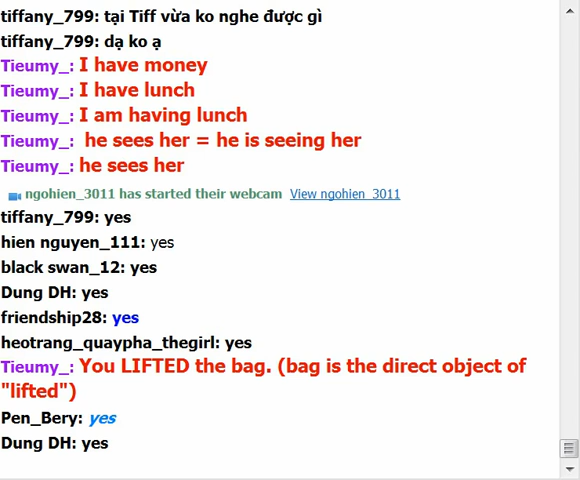 tiffany_799: tại Tiff vừa ko nghe được gì
tiffany_799: dạ ko ạ
Tieumy_: I have money
Tieumy_: I have lunch
Tieumy_: I am having lunch
Tieumy_: he sees her = he is seeing her
Tieumy_: he sees her
ngohien_3011 has started their webcam View ngohien_3011
tiffany_799: yes
hien nguyen_111: yes
black swan_12: yes
Dung DH: yes
friendship28: yes
heotrang_quaypha_thegirl: yes
Tieumy_: You LIFTED the bag. (bag is the direct object of
"lifted")
Pen_Bery: yes
Dung DH: yes